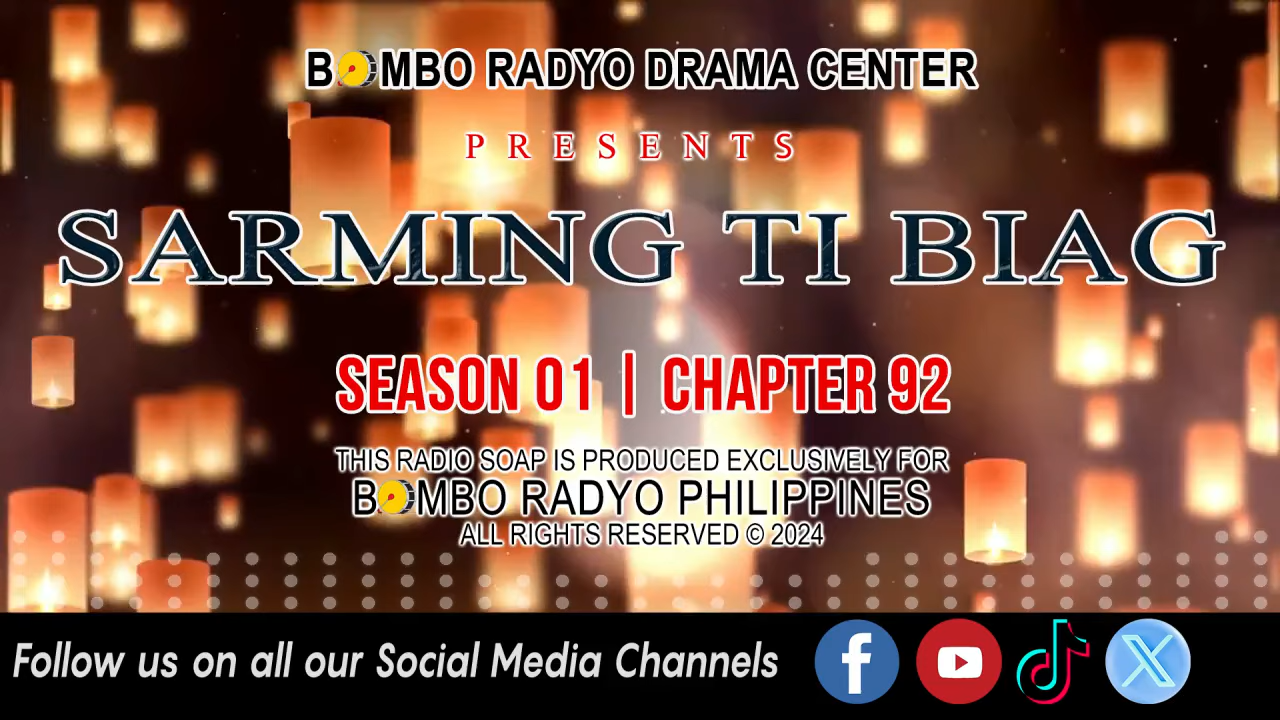 BOMBO RADYO DRAMA CENTER
PRESENTS
SARMING TI BIAG
SEASON 01 | CHAPTER 92
THIS RADIO SOAP IS PRODUCED EXCLUSIVELY FOR
BOMBO RADYO PHILIPPINES
ALL RIGHTS RESERVED © 2024
Follow us on all our Social Media Channels